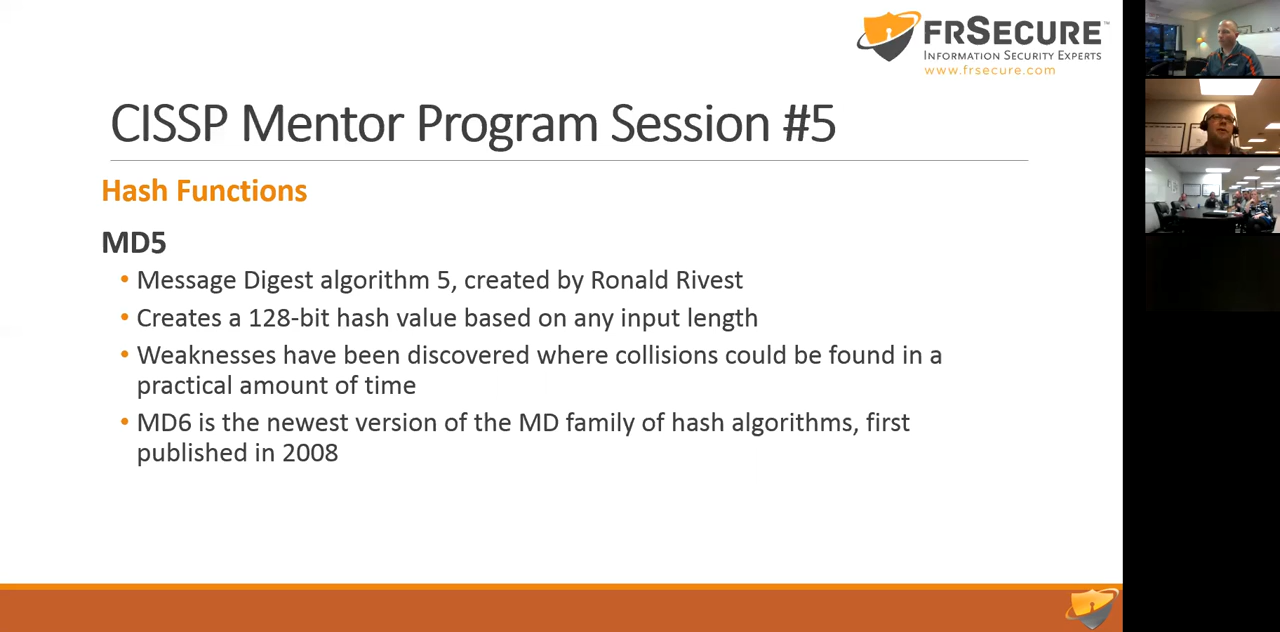 FRSECURE™
INFORMATION SECURITY EXPERTS
www.frsecure.com
CISSP Mentor Program Session #5
Hash Functions
MD5
• Message Digest algorithm 5, created by Ronald Rivest
• Creates a 128-bit hash value based on any input length
• Weaknesses have been discovered where collisions could be found in a
practical amount of time
• MD6 is the newest version of the MD family of hash algorithms, first
published in 2008